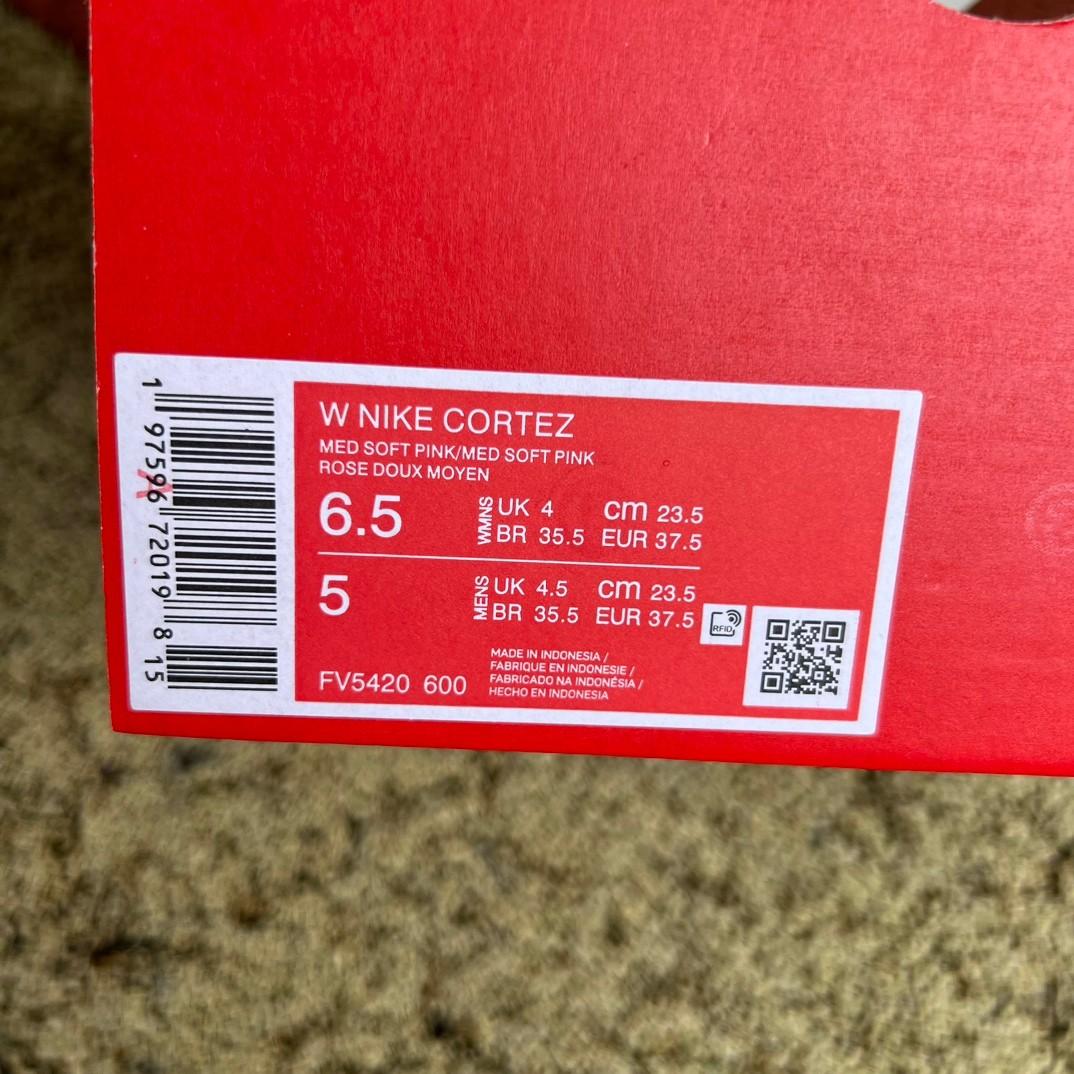 W NIKE CORTEZ
MED SOFT PINK/MED SOFT PINK
ROSE DOUX MOYEN
6.5 WMNS UK 4 cm 23.5
BR 35.5 EUR 37.5
5 MENS UK 4.5 cm 23.5
BR 35.5 EUR 37.5
RFID
FV5420 600
MADE IN INDONESIA /
FABRIQUE EN INDONESIE /
FABRICADO NA INDONÉSIA /
HECHO EN INDONESIA
1 97596 72019 8 15
A